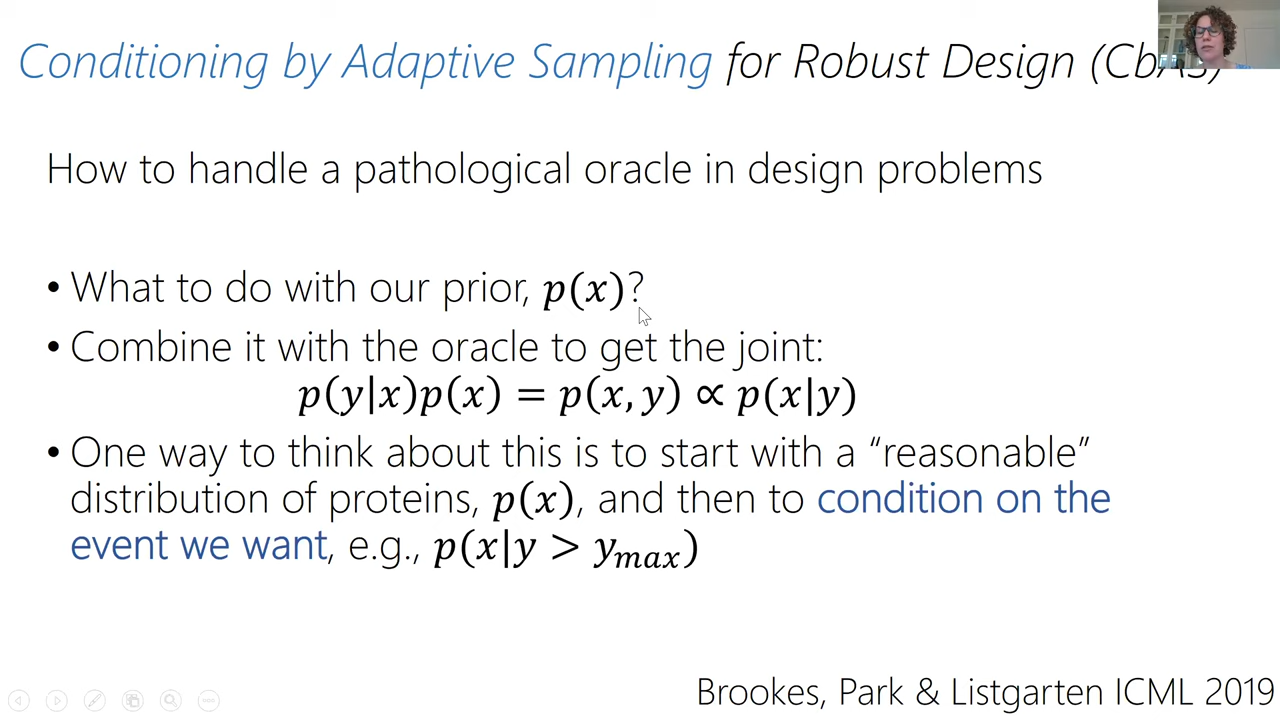 Conditioning by Adaptive Sampling for Robust Design (CbAS)
How to handle a pathological oracle in design problems
• What to do with our prior, p(x)?
• Combine it with the oracle to get the joint:
p(y|x)p(x) = p(x, y) ∝ p(x|y)
• One way to think about this is to start with a “reasonable”
distribution of proteins, p(x), and then to condition on the
event we want, e.g., p(x|y > y_max)
Brookes, Park & Listgarten ICML 2019